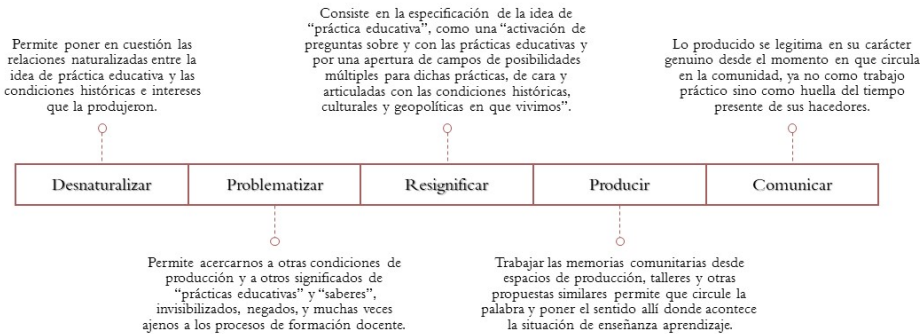 Permite poner en cuestión las
relaciones naturalizadas entre la
idea de práctica educativa y las
condiciones históricas e intereses
que la produjeron.
Consiste en la especificación de la idea de
“práctica educativa”, como una “activación de
preguntas sobre y con las prácticas educativas y
por una apertura de campos de posibilidades
múltiples para dichas prácticas, de cara y
articuladas con las condiciones históricas,
culturales y geopolíticas en que vivimos”.
Lo producido se legitima en su carácter
genuino desde el momento en que circula
en la comunidad, ya no como trabajo
práctico sino como huella del tiempo
presente de sus hacedores.
Desnaturalizar
Problematizar
Resignificar
Producir
Comunicar
Permite acercarnos a otras condiciones de
producción y a otros significados de
“prácticas educativas” y “saberes”,
invisibilizados, negados, y muchas veces
ajenos a los procesos de formación docente.
Trabajar las memorias comunitarias desde
espacios de producción, talleres y otras
propuestas similares permite que circule la
palabra y poner el sentido allí donde acontece
la situación de enseñanza aprendizaje.